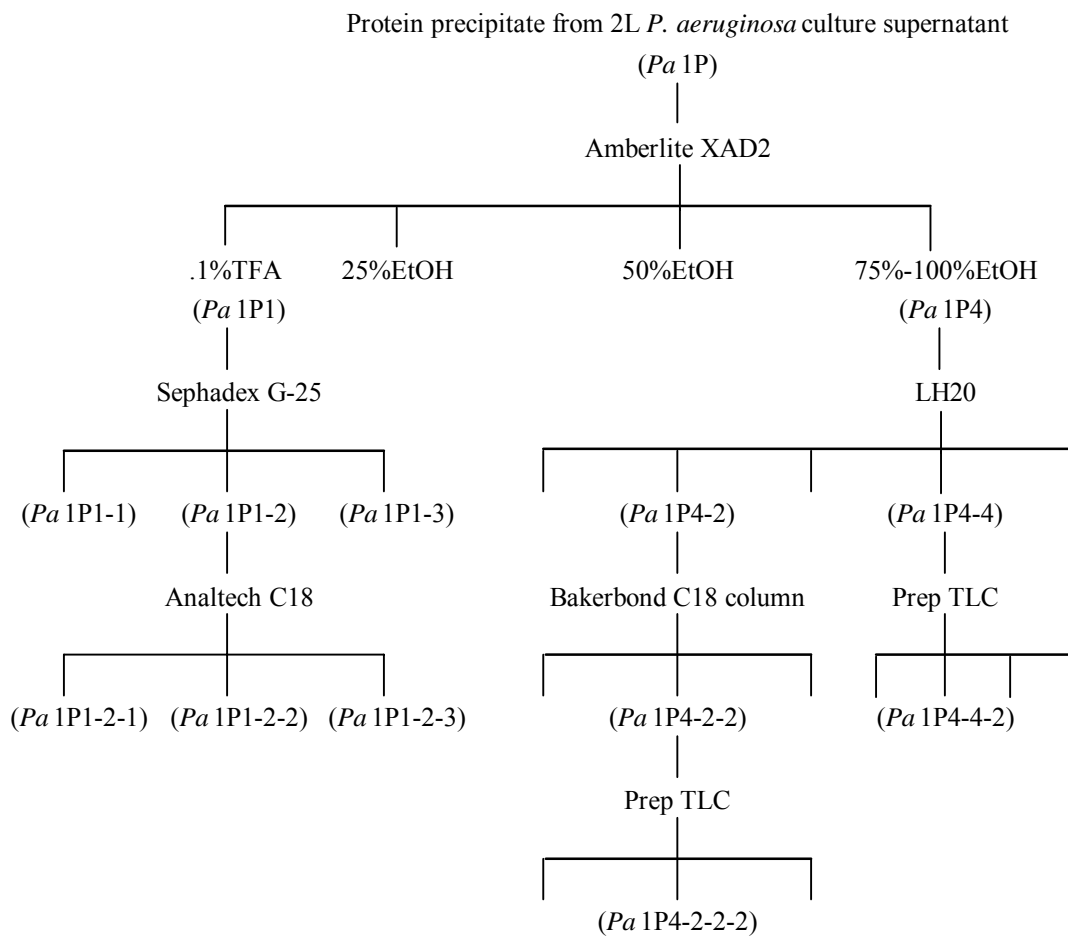 Protein precipitate from 2L P. aeruginosa culture supernatant
(Pa 1P)
Amberlite XAD2
.1%TFA 25%EtOH 50%EtOH 75%-100%EtOH
(Pa 1P1) (Pa 1P4)
Sephadex G-25 LH20
(Pa 1P1-1) (Pa 1P1-2) (Pa 1P1-3) (Pa 1P4-2) (Pa 1P4-4)
Analtech C18 Bakerbond C18 column Prep TLC
(Pa 1P1-2-1) (Pa 1P1-2-2) (Pa 1P1-2-3) (Pa 1P4-2-2) (Pa 1P4-4-2)
Prep TLC
(Pa 1P4-2-2-2)